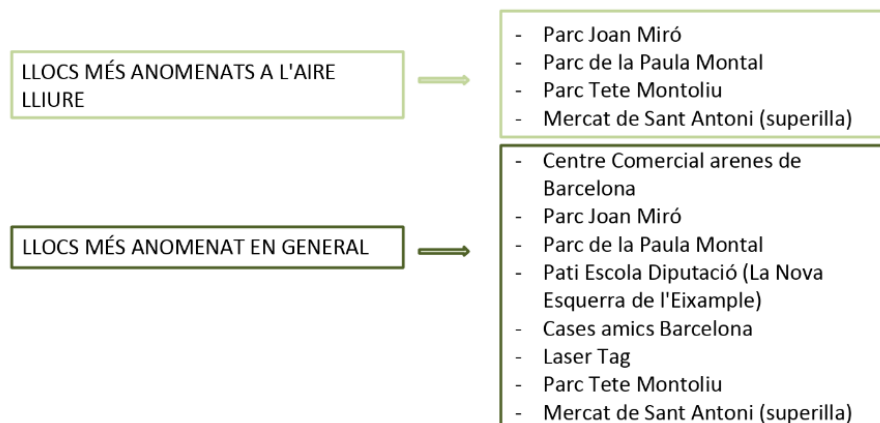 LLOCS MÉS ANOMENATS A L'AIRE
LLIURE
- Parc Joan Miró
- Parc de la Paula Montal
- Parc Tete Montoliu
- Mercat de Sant Antoni (superilla)
LLOCS MÉS ANOMENAT EN GENERAL
- Centre Comercial arenes de
Barcelona
- Parc Joan Miró
- Parc de la Paula Montal
- Pati Escola Diputació (La Nova
Esquerra de l'Eixample)
- Cases amics Barcelona
- Laser Tag
- Parc Tete Montoliu
- Mercat de Sant Antoni (superilla)